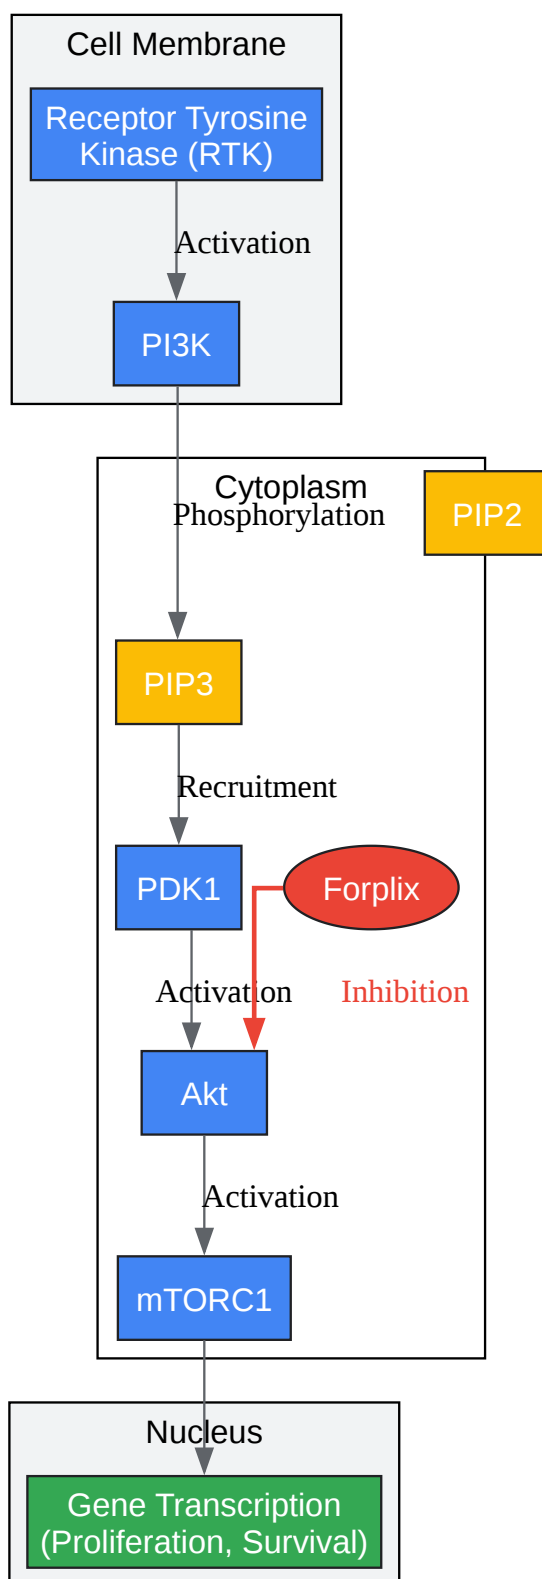 Cell Membrane
Receptor Tyrosine
Kinase (RTK)
Activation
PI3K
Cytoplasm
Phosphorylation
PIP2
PIP3
Recruitment
PDK1
Forplix
Activation
Inhibition
Akt
Activation
mTORC1
Nucleus
Gene Transcription
(Proliferation, Survival)